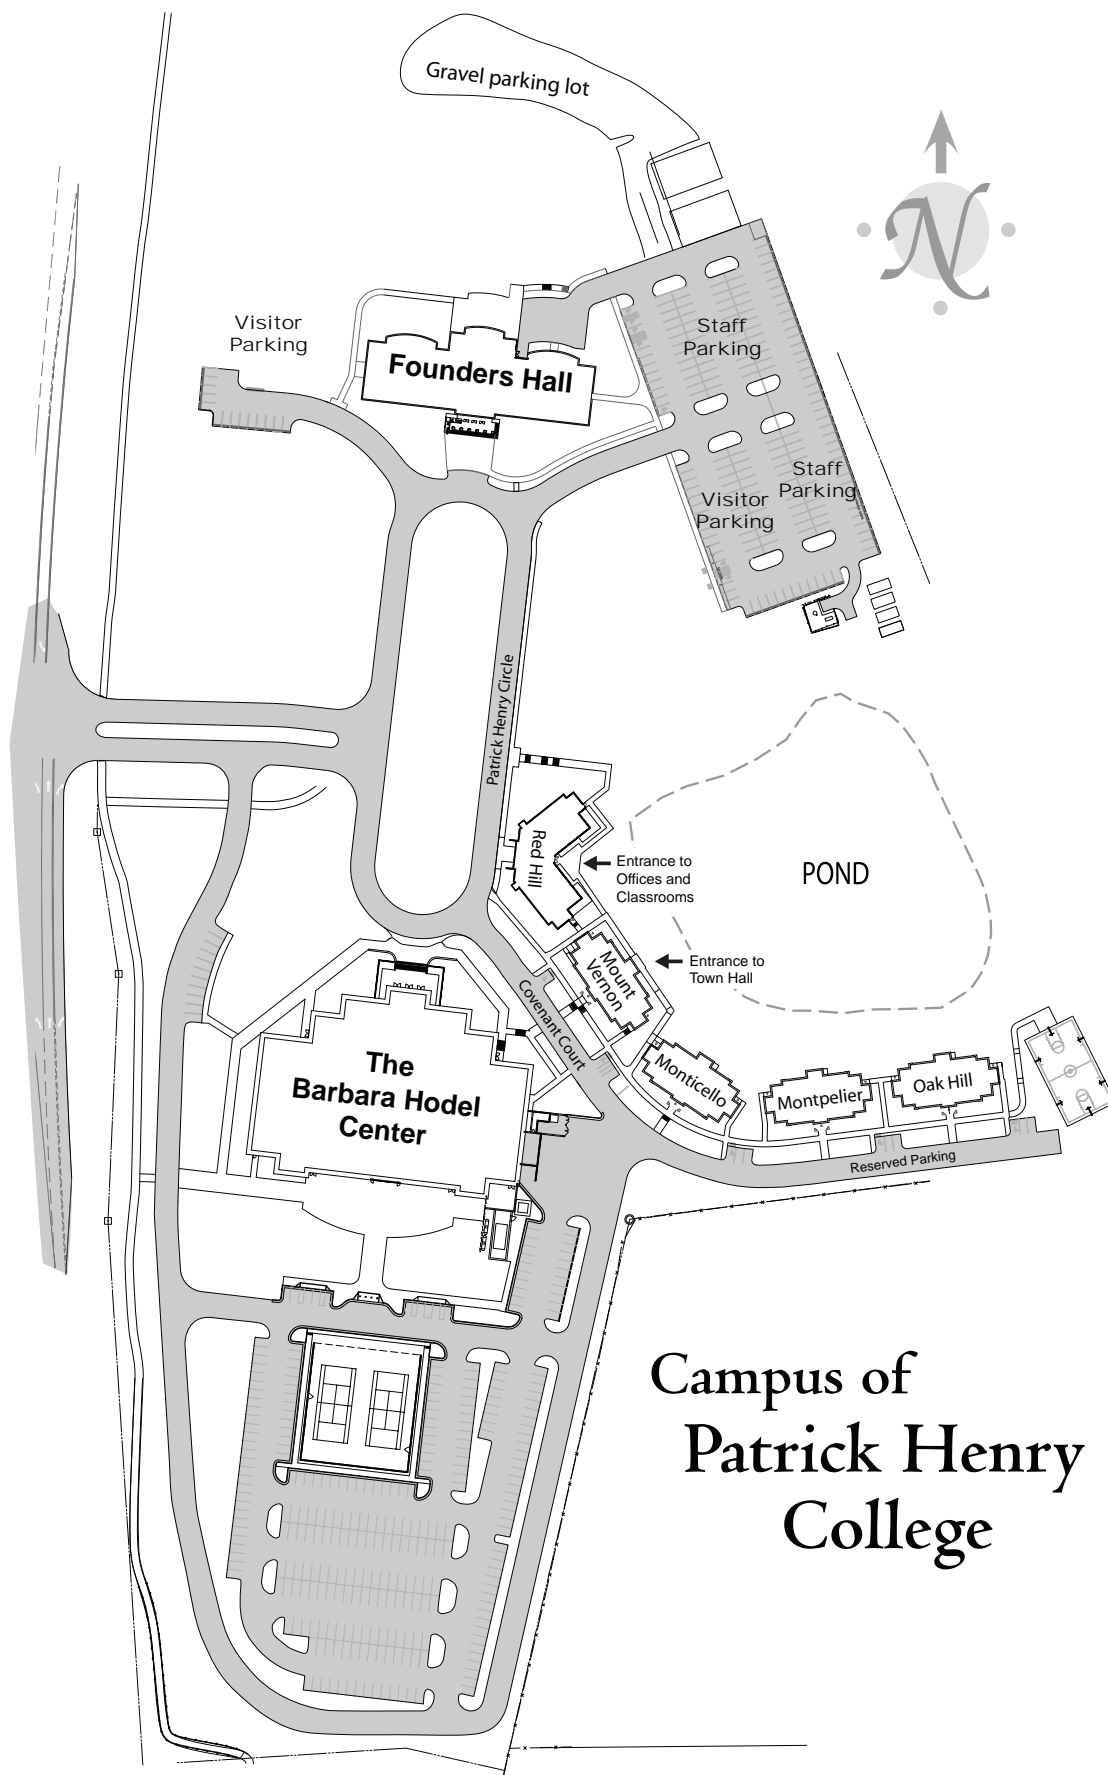 Gravel parking lot
N
Visitor
Parking
Founders Hall
Staff
Parking
Staff
Parking
Visitor
Parking
Patrick Henry Circle
Red Hill
Entrance to
Offices and
Classrooms
POND
Mount
Vernon
Entrance to
Town Hall
Covenant Court
The
Barbara Hodel
Center
Monticello
Montpelier
Oak Hill
Reserved Parking
Campus of
Patrick Henry
College